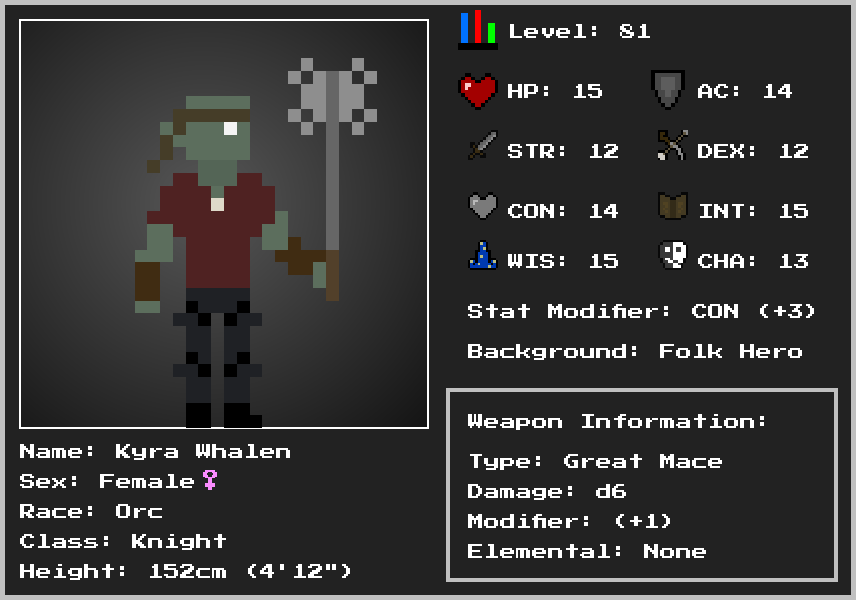 Level: 81
HP: 15
AC: 14
STR: 12
DEX: 12
CON: 14
INT: 15
WIS: 15
CHA: 13
Stat Modifier: CON (+3)
Background: Folk Hero
Weapon Information:
Type: Great Mace
Damage: d6
Modifier: (+1)
Elemental: None
Name: Kyra Whalen
Sex: Female♀
Race: Orc
Class: Knight
Height: 152cm (4'12")